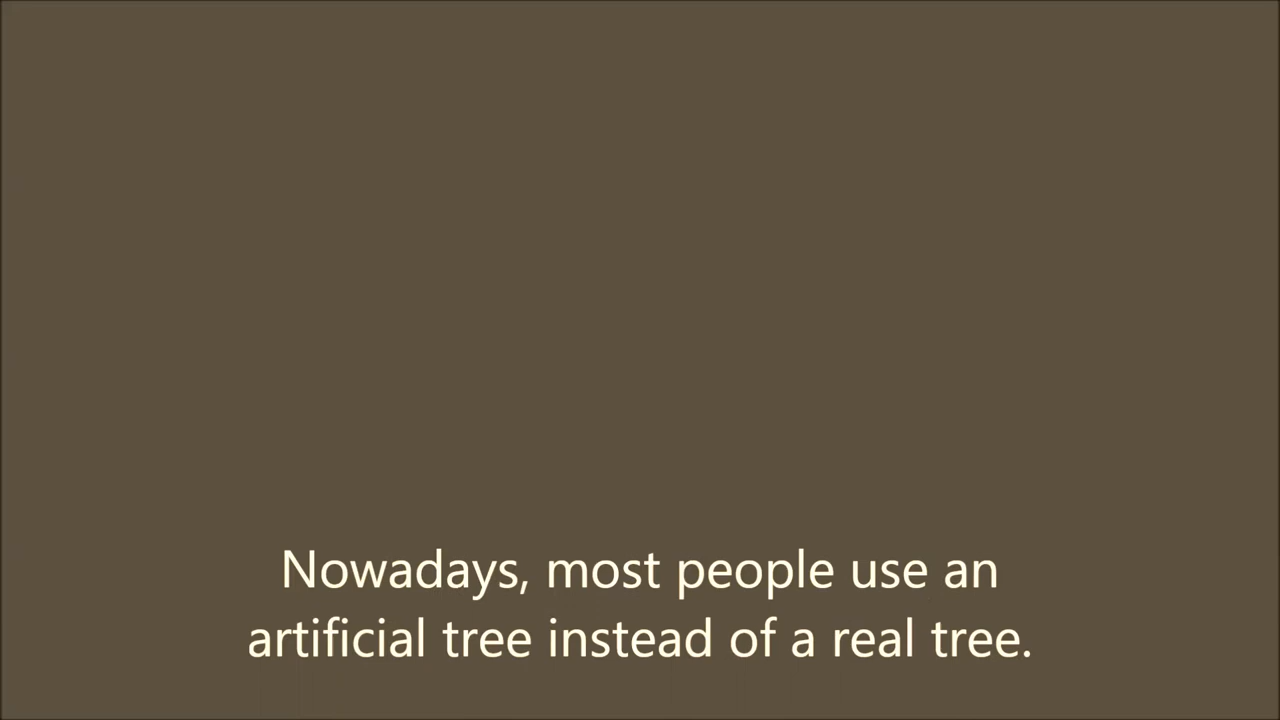 Nowadays, most people use an
artificial tree instead of a real tree.